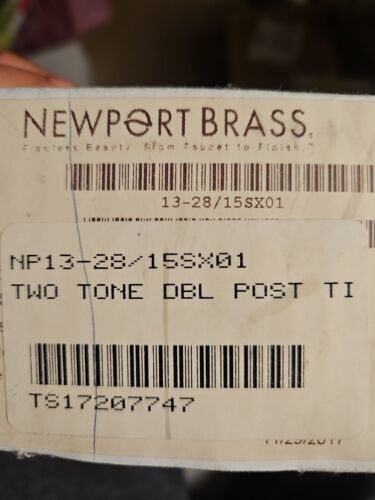 NEWPORT BRASS®
Flawless Beauty. From Faucet to Finish.™
13-28/15SX01
NP13-28/15SX01
TWO TONE DBL POST TI
TS17207747